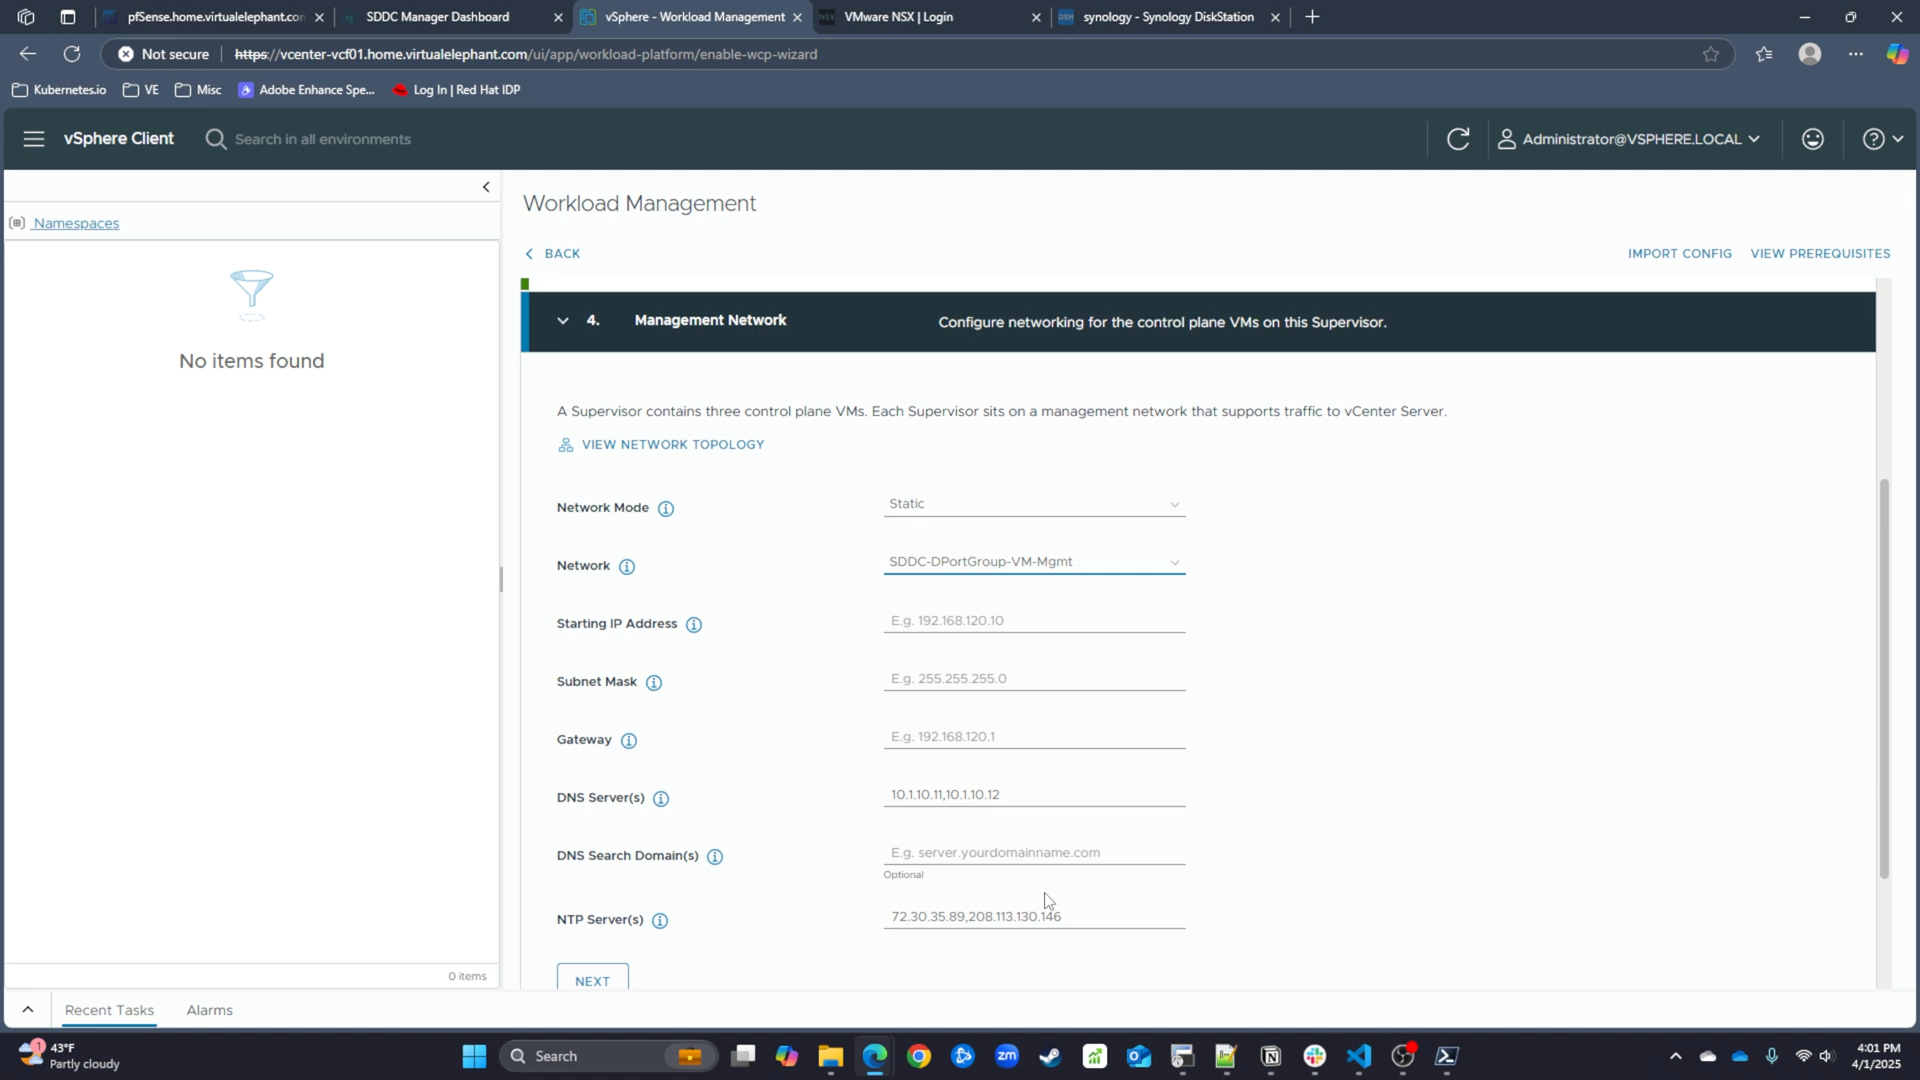 pfSense.home.virtualelephant.con
SDDC Manager Dashboard
vSphere - Workload Management
VMware NSX | Login
synology - Synology DiskStation
Not secure
https://vcenter-vcf01.home.virtualelephant.com/ui/app/workload-platform/enable-wcp-wizard
Kubernetes.io
VE
Misc
Adobe Enhance Spe...
Log In | Red Hat IDP
vSphere Client
Search in all environments
Administrator@VSPHERE.LOCAL
Namespaces
No items found
0 items
Workload Management
BACK
IMPORT CONFIG
VIEW PREREQUISITES
4.
Management Network
Configure networking for the control plane VMs on this Supervisor.
A Supervisor contains three control plane VMs. Each Supervisor sits on a management network that supports traffic to vCenter Server.
VIEW NETWORK TOPOLOGY
Network Mode
Static
Network
SDDC-DPortGroup-VM-Mgmt
Starting IP Address
E.g. 192.168.120.10
Subnet Mask
E.g. 255.255.255.0
Gateway
E.g. 192.168.120.1
DNS Server(s)
10.1.10.11,10.1.10.12
DNS Search Domain(s)
E.g. server.yourdomainname.com
Optional
NTP Server(s)
72.30.35.89,208.113.130.146
NEXT
Recent Tasks
Alarms
1
43°F
Partly cloudy
Search
zm
4:01 PM
4/1/2025